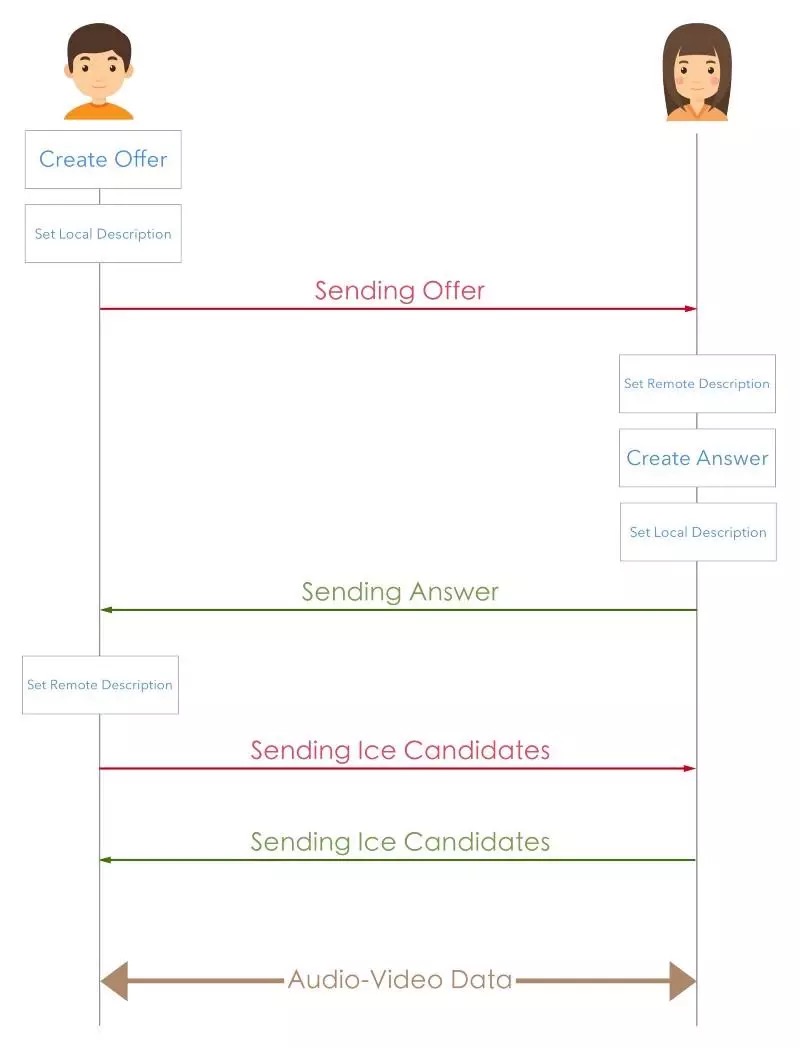 Create Offer
Set Local Description
Sending Offer
Set Remote Description
Create Answer
Set Local Description
Sending Answer
Set Remote Description
Sending Ice Candidates
Sending Ice Candidates
Audio-Video Data